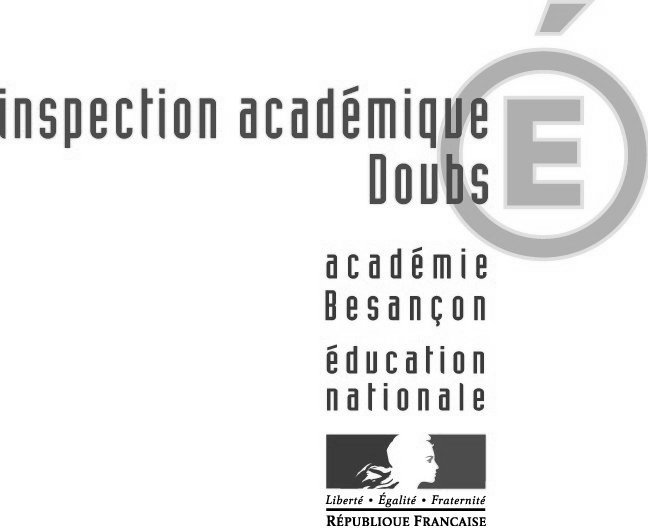 inspection académique
Doubs
É
académie
Besançon
éducation
nationale
Liberté • Égalité • Fraternité
RÉPUBLIQUE FRANÇAISE